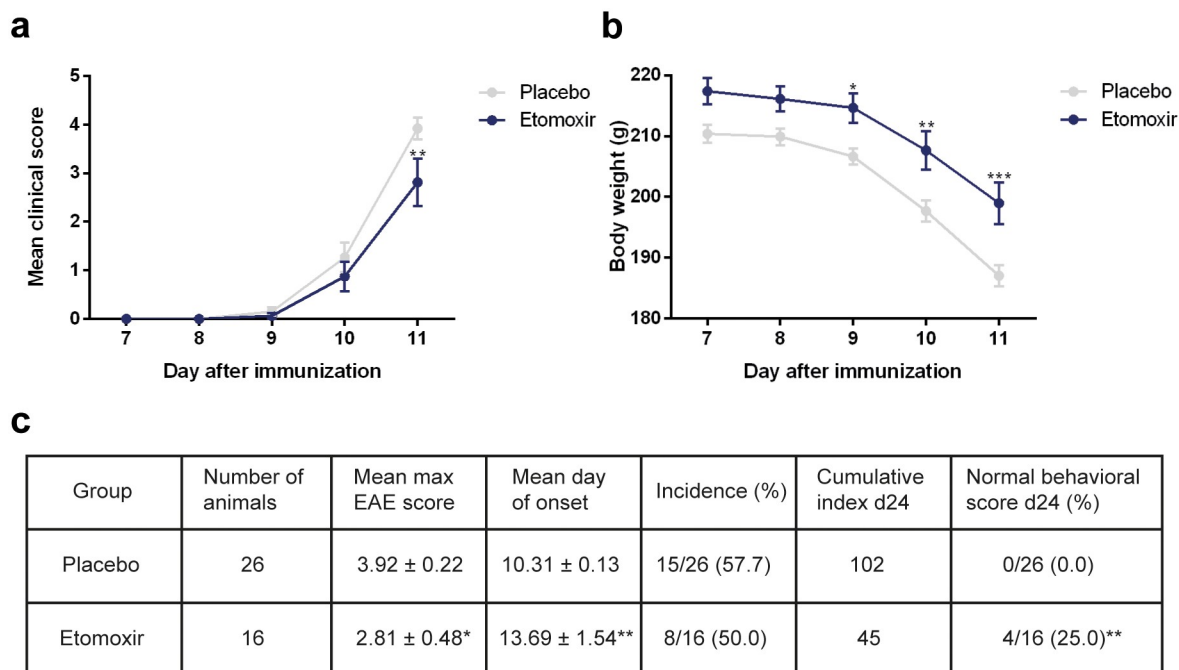 a
5
4
3
2
1
0
Mean clinical score
**
7 8 9 10 11
Day after immunization
Placebo
Etomoxir
b
220
210
200
190
180
Body weight (g)
* ** ***
7 8 9 10 11
Day after immunization
Placebo
Etomoxir
c
Group
Number of
animals
Mean max
EAE score
Mean day
of onset
Incidence (%)
Cumulative
index d24
Normal behavioral
score d24 (%)
Placebo 26 3.92 ± 0.22 10.31 ± 0.13 15/26 (57.7) 102 0/26 (0.0)
Etomoxir 16 2.81 ± 0.48* 13.69 ± 1.54** 8/16 (50.0) 45 4/16 (25.0)**